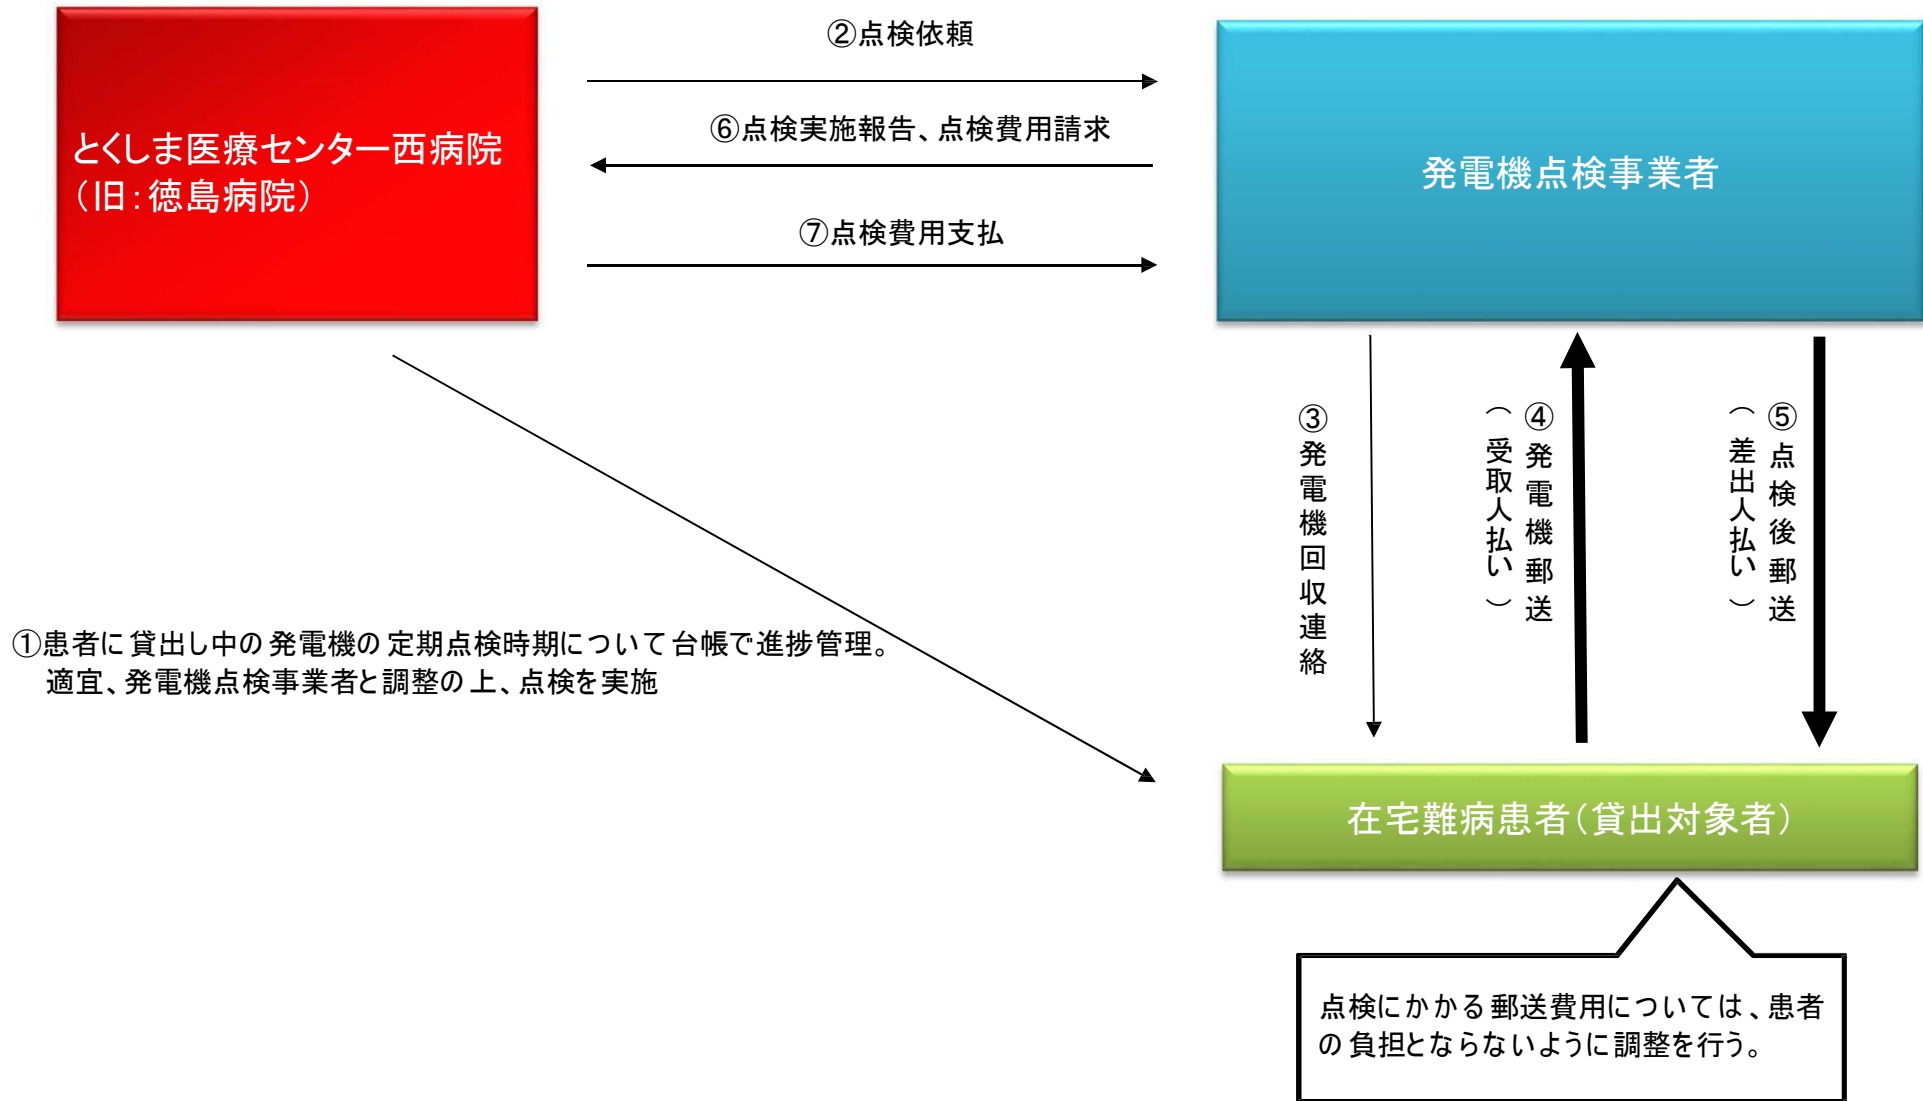 とくしま医療センター西病院
（旧：徳島病院）
②点検依頼
⑥点検実施報告、点検費用請求
⑦点検費用支払
発電機点検事業者
①患者に貸出し中の発電機の定期点検時期について台帳で進捗管理。
適宜、発電機点検事業者と調整の上、点検を実施
③発電機回収連絡
④発電機郵送
（受取人払い）
⑤点検後郵送
（差出人払い）
在宅難病患者（貸出対象者）
点検にかかる郵送費用については、患者
の負担とならないように調整を行う。